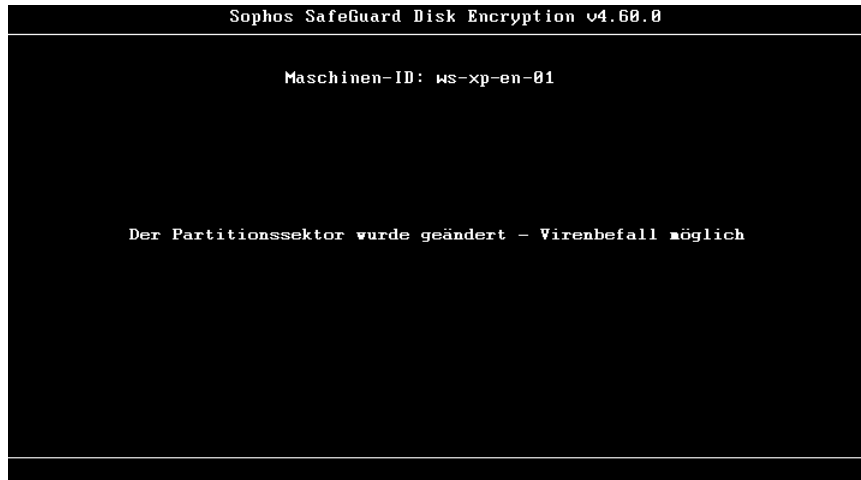 Sophos SafeGuard Disk Encryption v4.60.0
Maschinen-ID: ws-xp-en-01
Der Partitionssektor wurde geändert - Virenbefall möglich